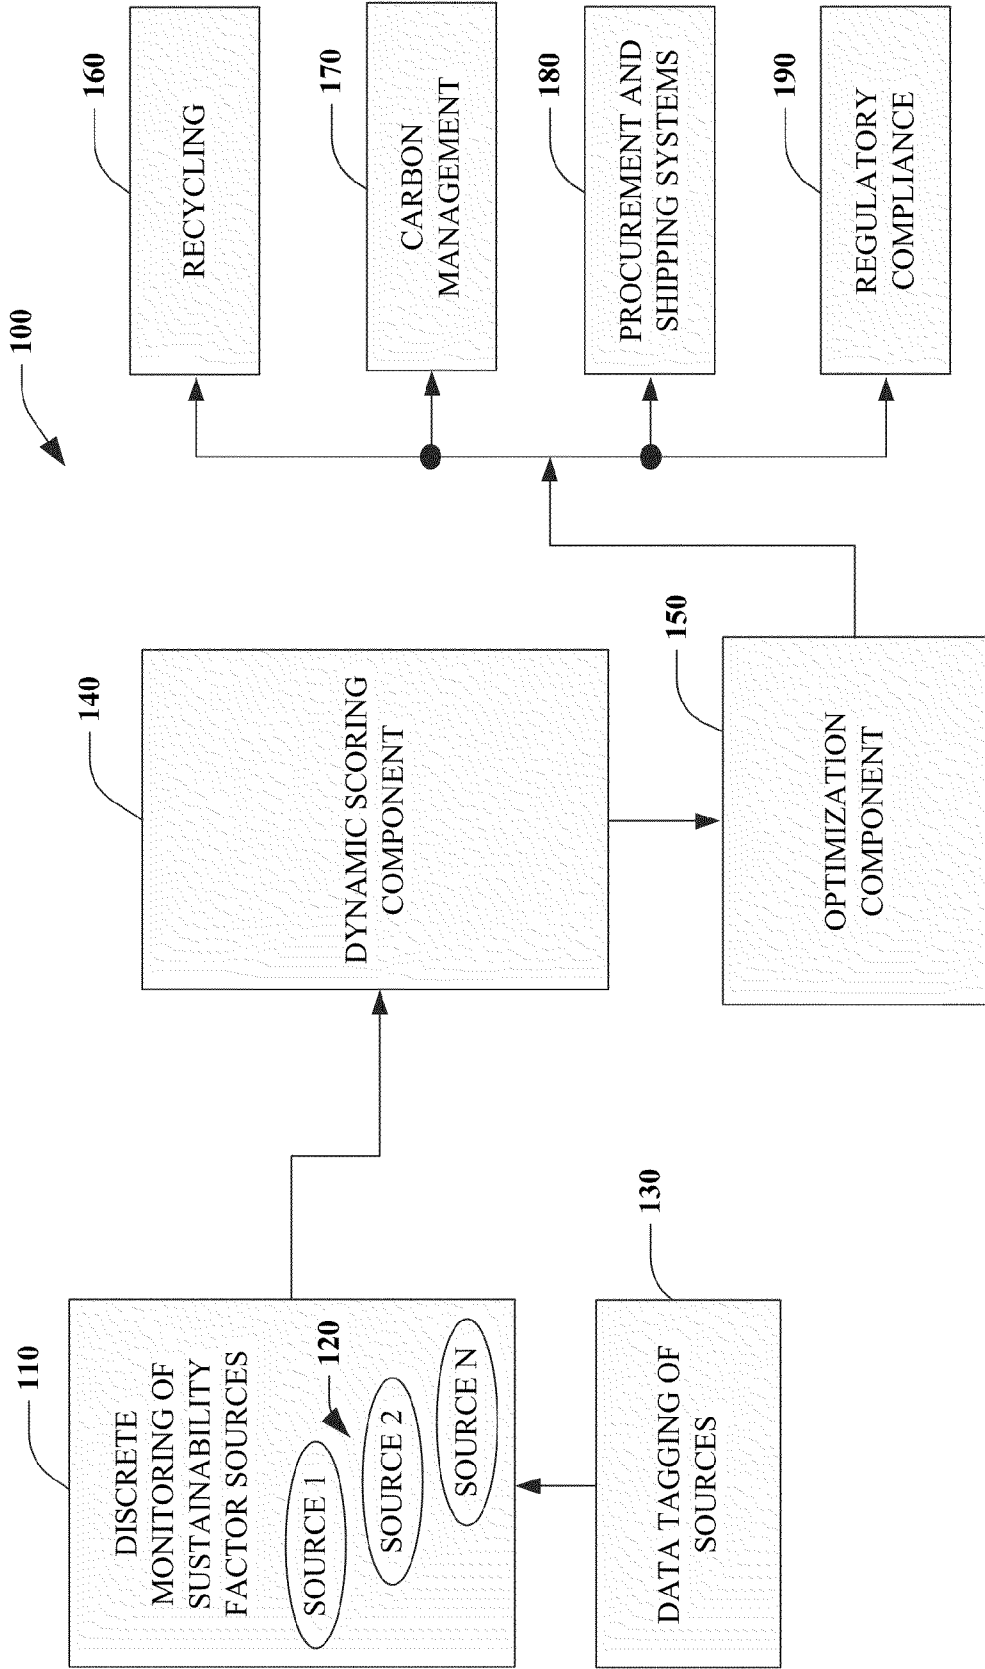 100
110
DISCRETE
MONITORING OF
SUSTAINABILITY
FACTOR SOURCES
120
SOURCE 1
SOURCE 2
SOURCE N
130
DATA TAGGING OF
SOURCES
140
DYNAMIC SCORING
COMPONENT
150
OPTIMIZATION
COMPONENT
160
RECYCLING
170
CARBON
MANAGEMENT
180
PROCUREMENT AND
SHIPPING SYSTEMS
190
REGULATORY
COMPLIANCE